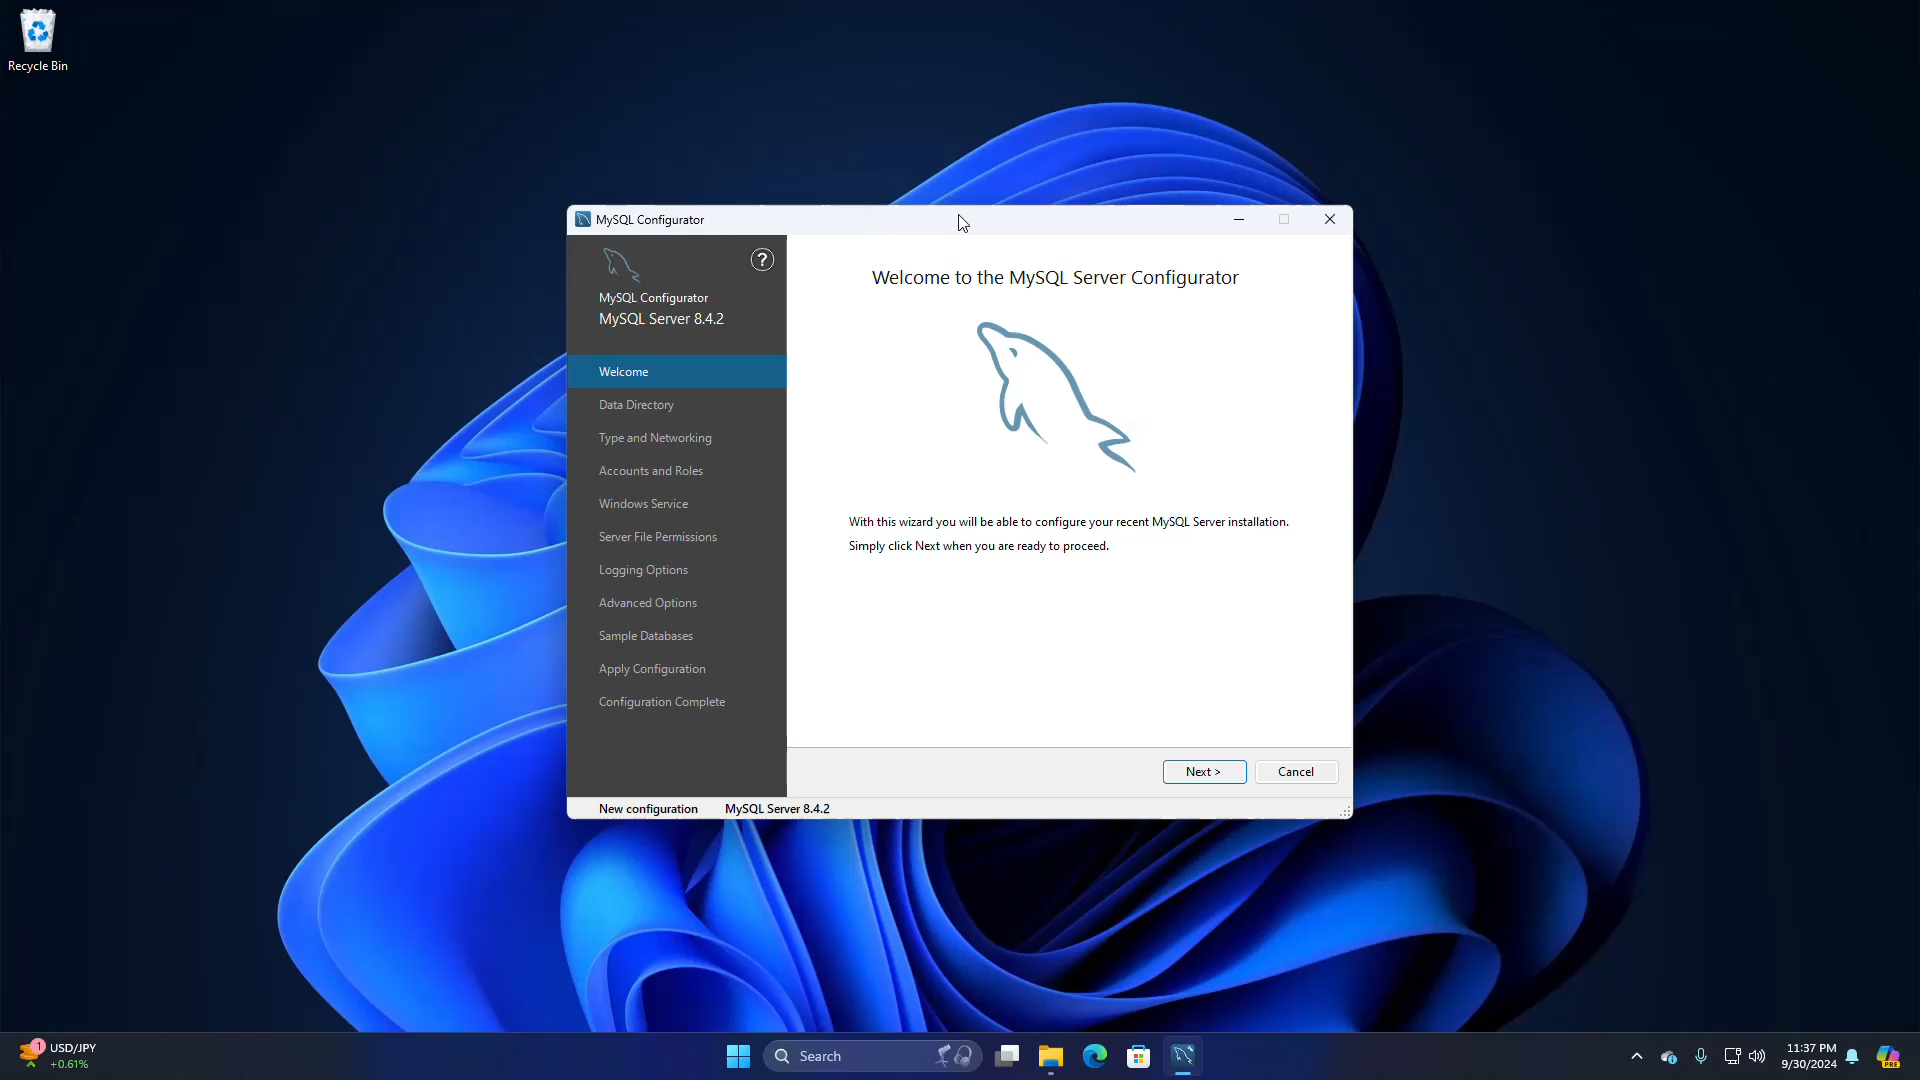 Recycle Bin
MySQL Configurator
?
MySQL Configurator
MySQL Server 8.4.2
Welcome
Data Directory
Type and Networking
Accounts and Roles
Windows Service
Server File Permissions
Logging Options
Advanced Options
Sample Databases
Apply Configuration
Configuration Complete
Welcome to the MySQL Server Configurator
With this wizard you will be able to configure your recent MySQL Server installation.
Simply click Next when you are ready to proceed.
Next >
Cancel
New configuration
MySQL Server 8.4.2
1
USD/JPY
+0.61%
Search
11:37 PM
9/30/2024
PRE